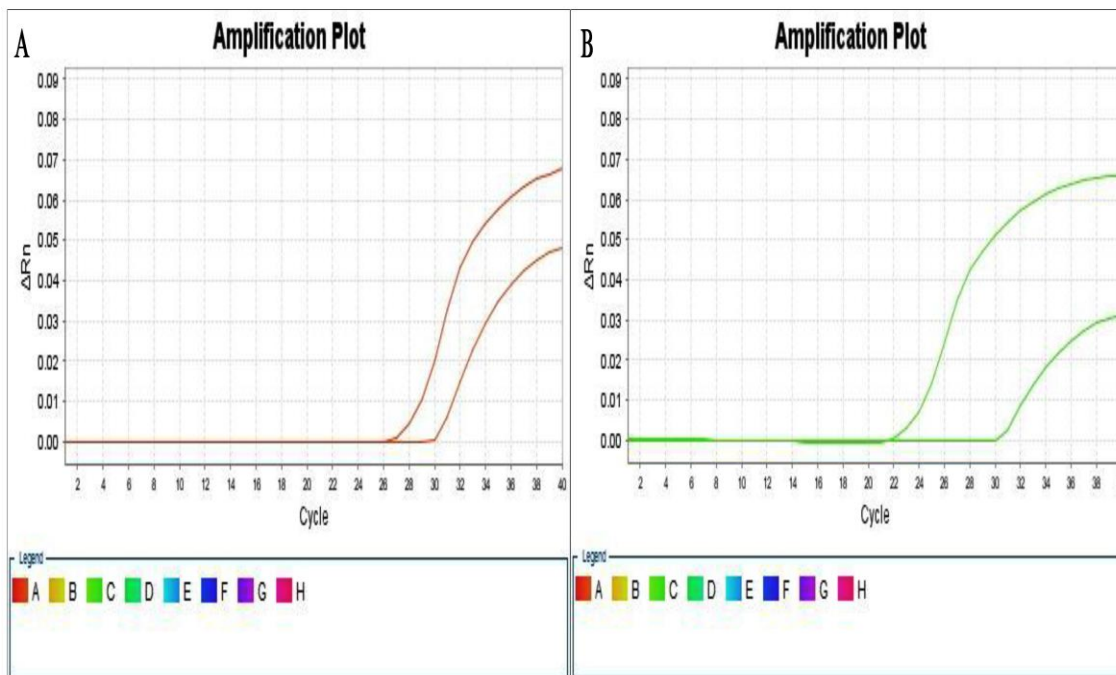 A
Amplification Plot
0.09
0.08
0.07
0.06
0.05
0.04
0.03
0.02
0.01
0.00
ΔRn
2 4 6 8 10 12 14 16 18 20 22 24 26 28 30 32 34 36 38 40
Cycle
Legend
A B C D E F G H
B
Amplification Plot
0.09
0.08
0.07
0.06
0.05
0.04
0.03
0.02
0.01
0.00
ΔRn
2 4 6 8 10 12 14 16 18 20 22 24 26 28 30 32 34 36 38
Cycle
Legend
A B C D E F G H